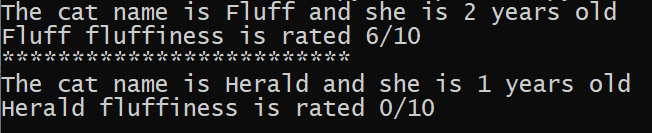 The cat name is Fluff and she is 2 years old
Fluff fluffiness is rated 6/10
*************************
The cat name is Herald and she is 1 years old
Herald fluffiness is rated 0/10